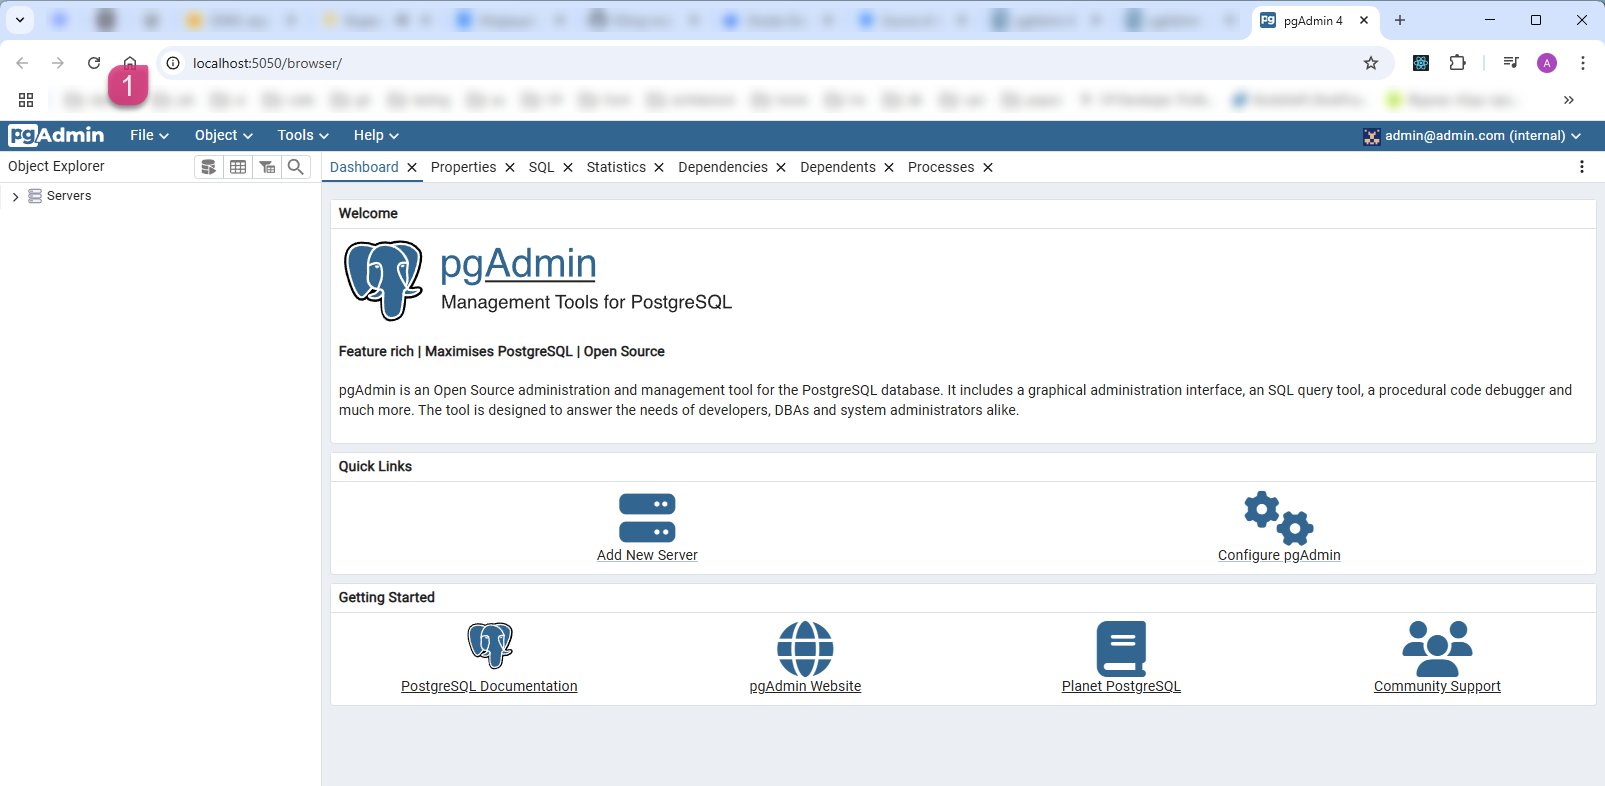 pgAdmin 4
localhost:5050/browser/
A
1
pgAdmin File Object Tools Help admin@admin.com (internal)
Object Explorer
Dashboard Properties SQL Statistics Dependencies Dependents Processes
Servers
Welcome
pgAdmin
Management Tools for PostgreSQL
Feature rich | Maximises PostgreSQL | Open Source
pgAdmin is an Open Source administration and management tool for the PostgreSQL database. It includes a graphical administration interface, an SQL query tool, a procedural code debugger and
much more. The tool is designed to answer the needs of developers, DBAs and system administrators alike.
Quick Links
Add New Server Configure pgAdmin
Getting Started
PostgreSQL Documentation pgAdmin Website Planet PostgreSQL Community Support